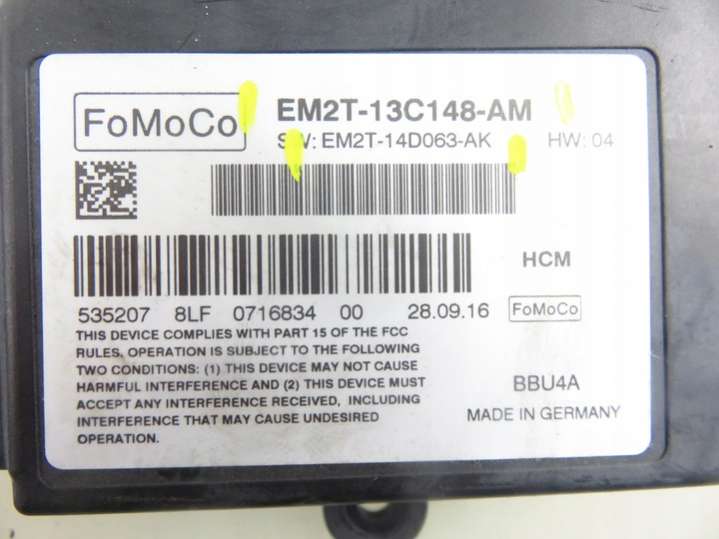 FoMoCo EM2T-13C148-AM
SW: EM2T-14D063-AK HW: 04
HCM
535207 8LF 0716834 00 28.09.16 FoMoCo
THIS DEVICE COMPLIES WITH PART 15 OF THE FCC
RULES, OPERATION IS SUBJECT TO THE FOLLOWING
TWO CONDITIONS: (1) THIS DEVICE MAY NOT CAUSE
HARMFUL INTERFERENCE AND (2) THIS DEVICE MUST
ACCEPT ANY INTERFERENCE RECEIVED, INCLUDING
INTERFERENCE THAT MAY CAUSE UNDESIRED
OPERATION.
BBU4A
MADE IN GERMANY